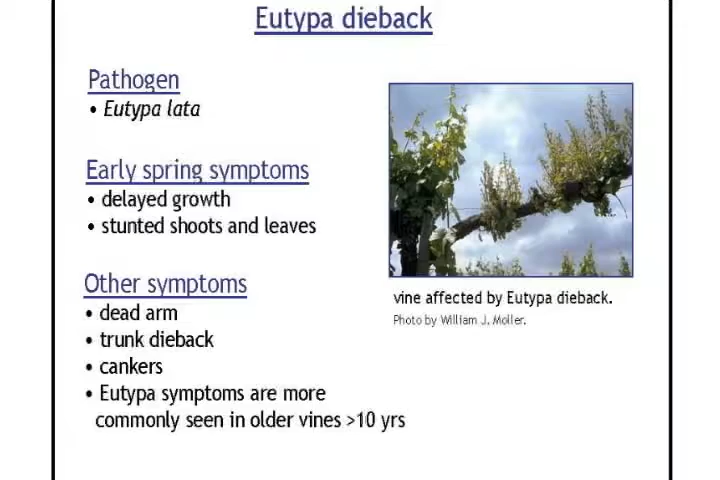 Eutypa dieback
Pathogen
• Eutypa lata
Early spring symptoms
• delayed growth
• stunted shoots and leaves
Other symptoms
• dead arm
• trunk dieback
• cankers
• Eutypa symptoms are more
commonly seen in older vines >10 yrs
vine affected by Eutypa dieback.
Photo by William J. Moller.